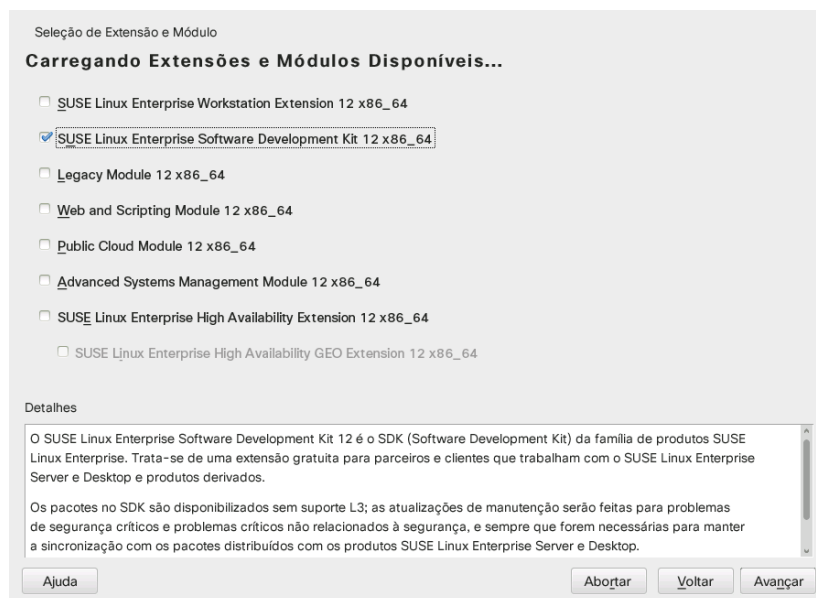 Seleção de Extensão e Módulo
Carregando Extensões e Módulos Disponíveis...
SUSE Linux Enterprise Workstation Extension 12 x86_64
SUSE Linux Enterprise Software Development Kit 12 x86_64
Legacy Module 12 x86_64
Web and Scripting Module 12 x86_64
Public Cloud Module 12 x86_64
Advanced Systems Management Module 12 x86_64
SUSE Linux Enterprise High Availability Extension 12 x86_64
SUSE Linux Enterprise High Availability GEO Extension 12 x86_64
Detalhes
O SUSE Linux Enterprise Software Development Kit 12 é o SDK (Software Development Kit) da família de produtos SUSE
Linux Enterprise. Trata-se de uma extensão gratuita para parceiros e clientes que trabalham com o SUSE Linux Enterprise
Server e Desktop e produtos derivados.
Os pacotes no SDK são disponibilizados sem suporte L3; as atualizações de manutenção serão feitas para problemas
de segurança críticos e problemas críticos não relacionados à segurança, e sempre que forem necessárias para manter
a sincronização com os pacotes distribuídos com os produtos SUSE Linux Enterprise Server e Desktop.
Ajuda Abortar Voltar Avançar